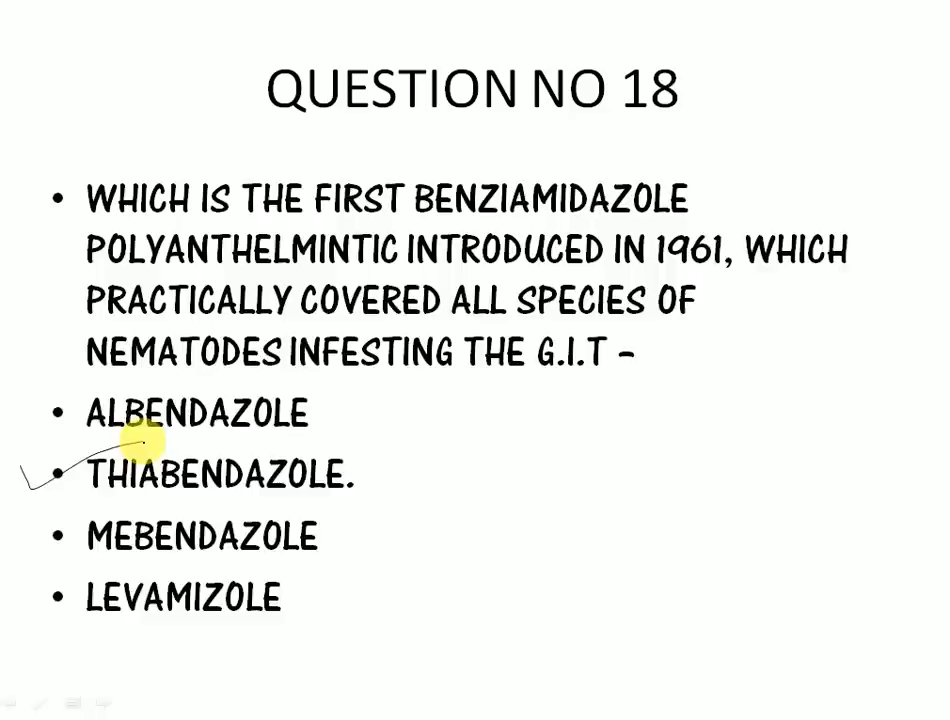 QUESTION NO 18
• WHICH IS THE FIRST BENZIAMIDAZOLE
POLYANTHELMINTIC INTRODUCED IN 1961, WHICH
PRACTICALLY COVERED ALL SPECIES OF
NEMATODES INFESTING THE G.I.T –
• ALBENDAZOLE
• THIABENDAZOLE.
• MEBENDAZOLE
• LEVAMIZOLE